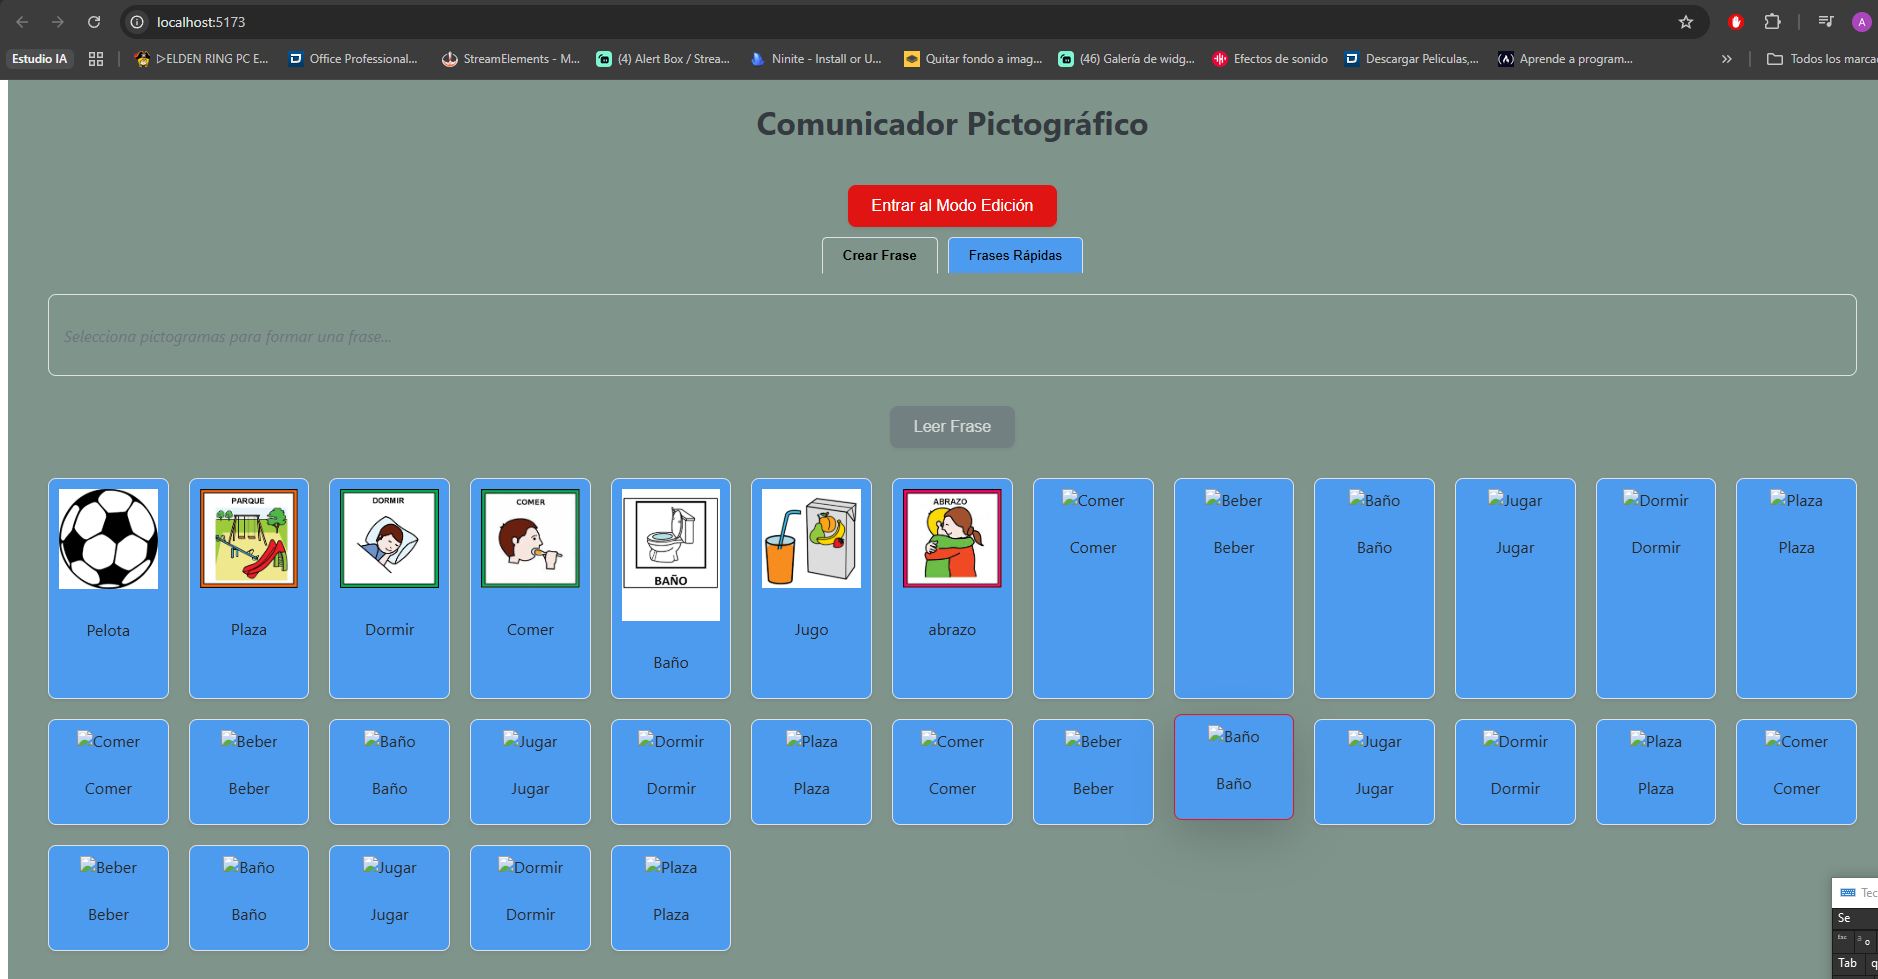 localhost:5173
A
Estudio IA
ᐅELDEN RING PC E...
Office Professional...
StreamElements - M...
(4) Alert Box / Strea...
Ninite - Install or U...
Quitar fondo a imag...
(46) Galería de widg...
Efectos de sonido
Descargar Peliculas,...
Aprende a program...
»
Todos los marca
Comunicador Pictográfico
Entrar al Modo Edición
Crear Frase
Frases Rápidas
Selecciona pictogramas para formar una frase...
Leer Frase
PARQUE
DORMIR
COMER
BAÑO
ABRAZO
Comer Beber Baño Jugar Dormir Plaza
Comer Beber Baño Jugar Dormir Plaza
Pelota Plaza Dormir Comer Jugo abrazo
Baño
Comer Beber Baño Jugar Dormir Plaza Comer Beber Baño Jugar Dormir Plaza Comer
Comer Beber Baño Jugar Dormir Plaza Comer Beber Baño Jugar Dormir Plaza Comer
Beber Baño Jugar Dormir Plaza
Beber Baño Jugar Dormir Plaza
Tec
Se
Esc
3
Tab q